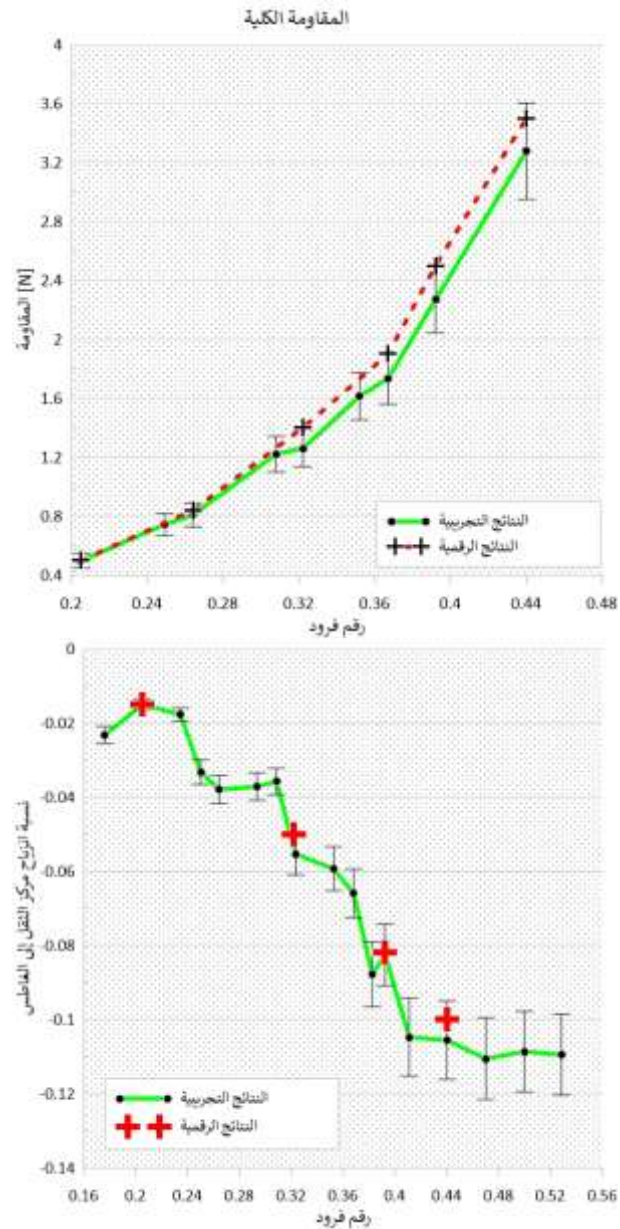 المقاومة الكلية
المقاومة [N]
4
3.6
3.2
2.8
2.4
2
1.6
1.2
0.8
0.4
النتائج التجريبية
النتائج الرقمية
0.2 0.24 0.28 0.32 0.36 0.4 0.44 0.48
رقم فرود
نسبة انزياح مركز الثقل إلى الغاطس
0
-0.02
-0.04
-0.06
-0.08
-0.1
-0.12
-0.14
النتائج التجريبية
النتائج الرقمية
0.16 0.2 0.24 0.28 0.32 0.36 0.4 0.44 0.48 0.52 0.56
رقم فرود